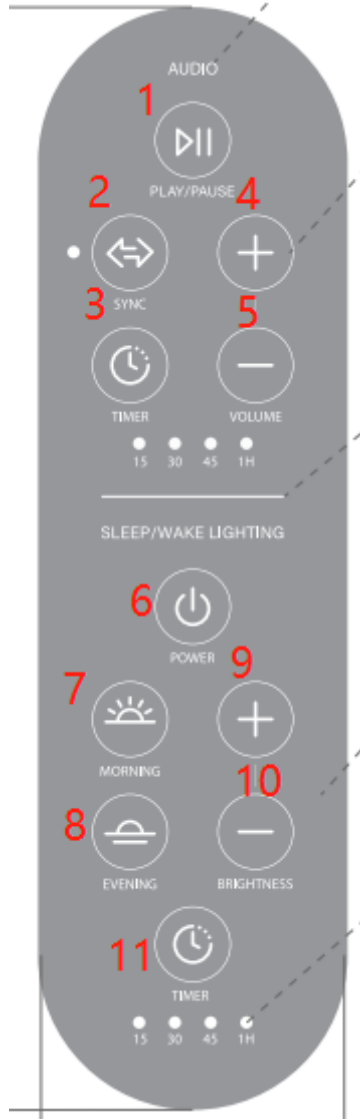 AUDIO
1
PLAY/PAUSE
2 4
SYNC
3 5
TIMER VOLUME
15 30 45 1H
SLEEP/WAKE LIGHTING
6
POWER
7 9
MORNING
8 10
EVENING BRIGHTNESS
11
TIMER
15 30 45 1H